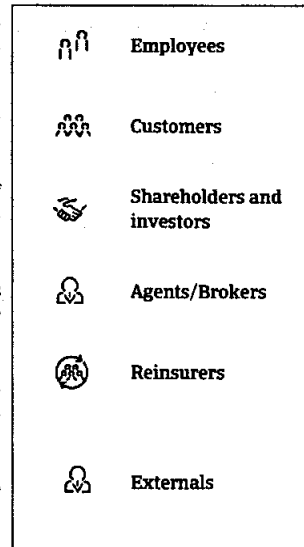 Employees
Customers
Shareholders and
investors
Agents/Brokers
Reinsurers
Externals